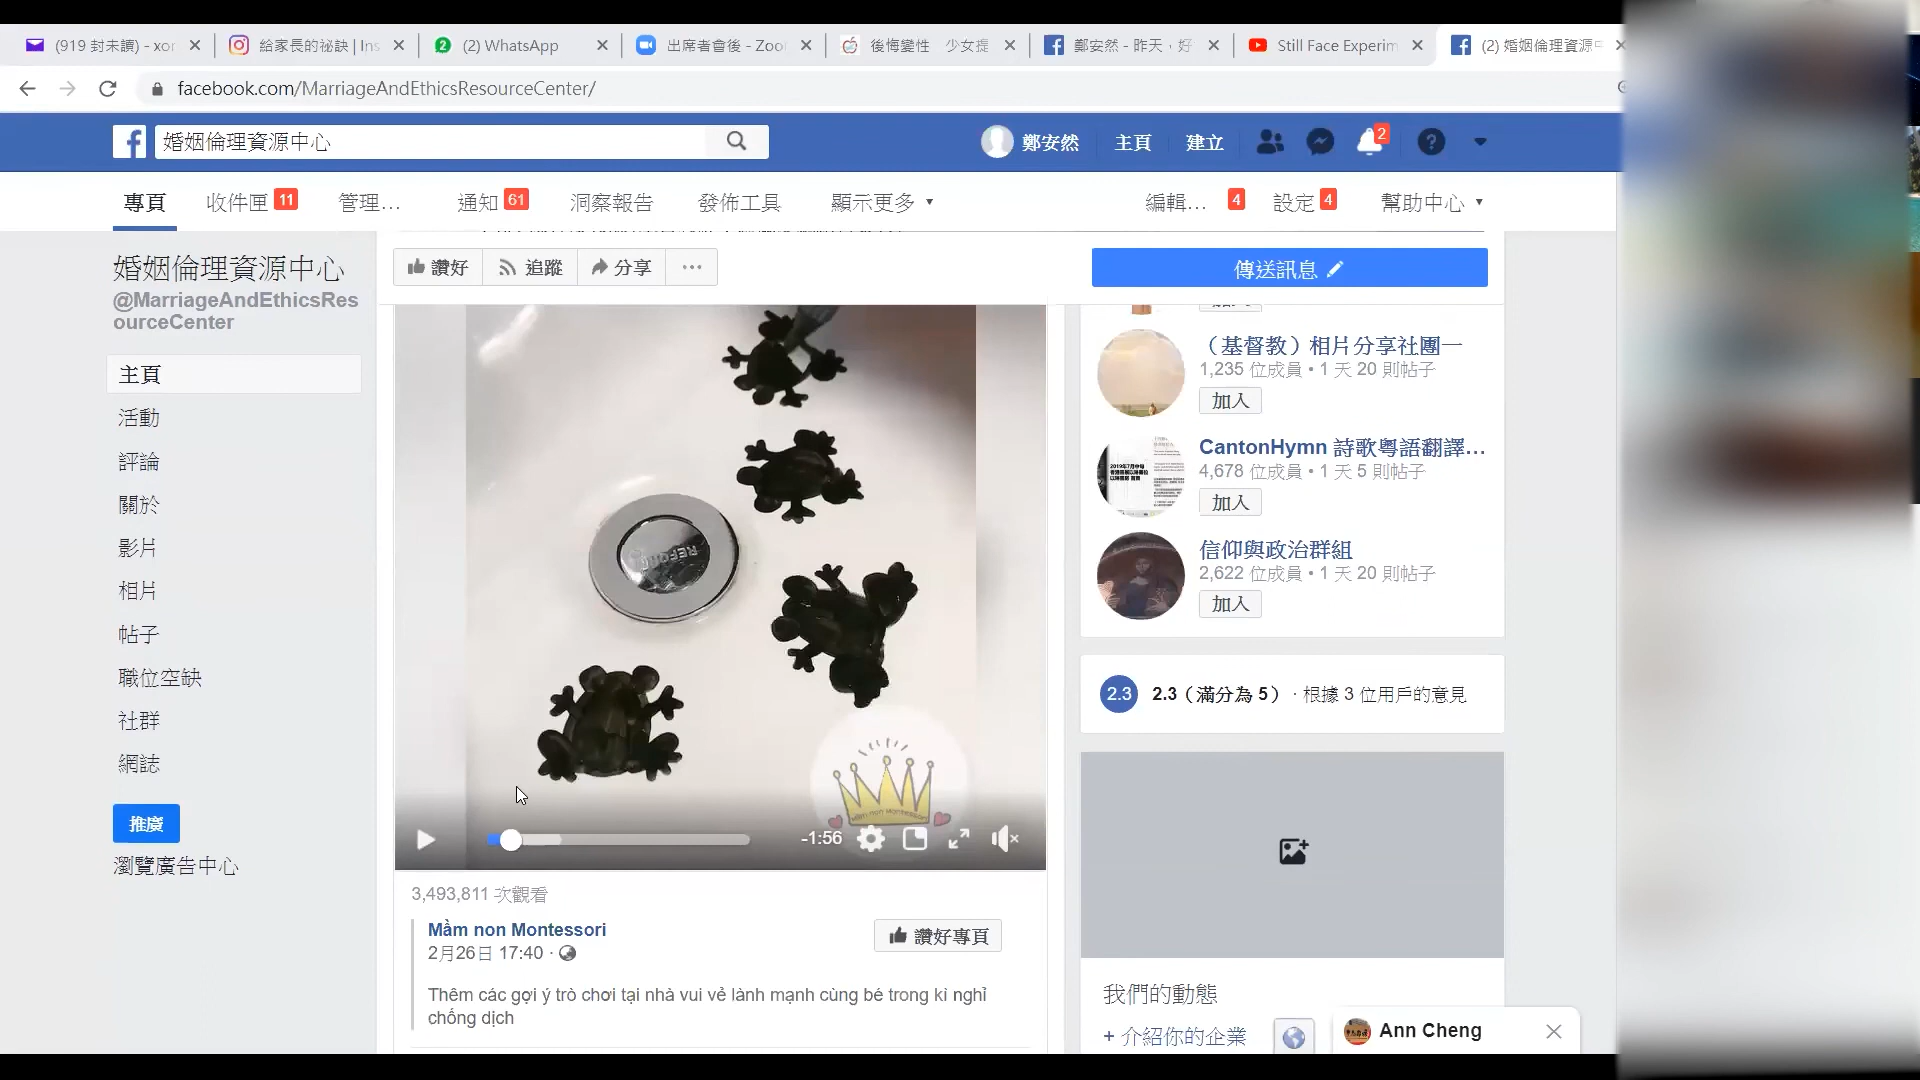 (919 封未讀) - xor
給家長的祕訣 | Ins
(2) WhatsApp
出席者會後 - Zoo
後悔變性 少女提
鄭安然 - 昨天，好
Still Face Experim
(2) 婚姻倫理資源中
facebook.com/MarriageAndEthicsResourceCenter/
婚姻倫理資源中心
鄭安然 主頁 建立 2
專頁 收件匣 11 管理… 通知 61 洞察報告 發佈工具 顯示更多 編輯… 4 設定 4 幫助中心
婚姻倫理資源中心
@MarriageAndEthicsRes
ourceCenter
主頁
活動
評論
關於
影片
相片
帖子
職位空缺
社群
網誌
推廣
瀏覽廣告中心
讚好 追蹤 分享 ...
傳送訊息
Mầm non Montessori
-1:56
3,493,811 次觀看
Mầm non Montessori
2月26日 17:40 ·
讚好專頁
Thêm các gợi ý trò chơi tại nhà vui vẻ lành mạnh cùng bé trong kì nghỉ
chống dịch
（基督教）相片分享社團一
1,235 位成員 • 1 天 20 則帖子
加入
CantonHymn 詩歌粵語翻譯…
4,678 位成員 • 1 天 5 則帖子
加入
信仰與政治群組
2,622 位成員 • 1 天 20 則帖子
加入
2.3 2.3（滿分為 5） · 根據 3 位用戶的意見
我們的動態
+ 介紹你的企業
Ann Cheng